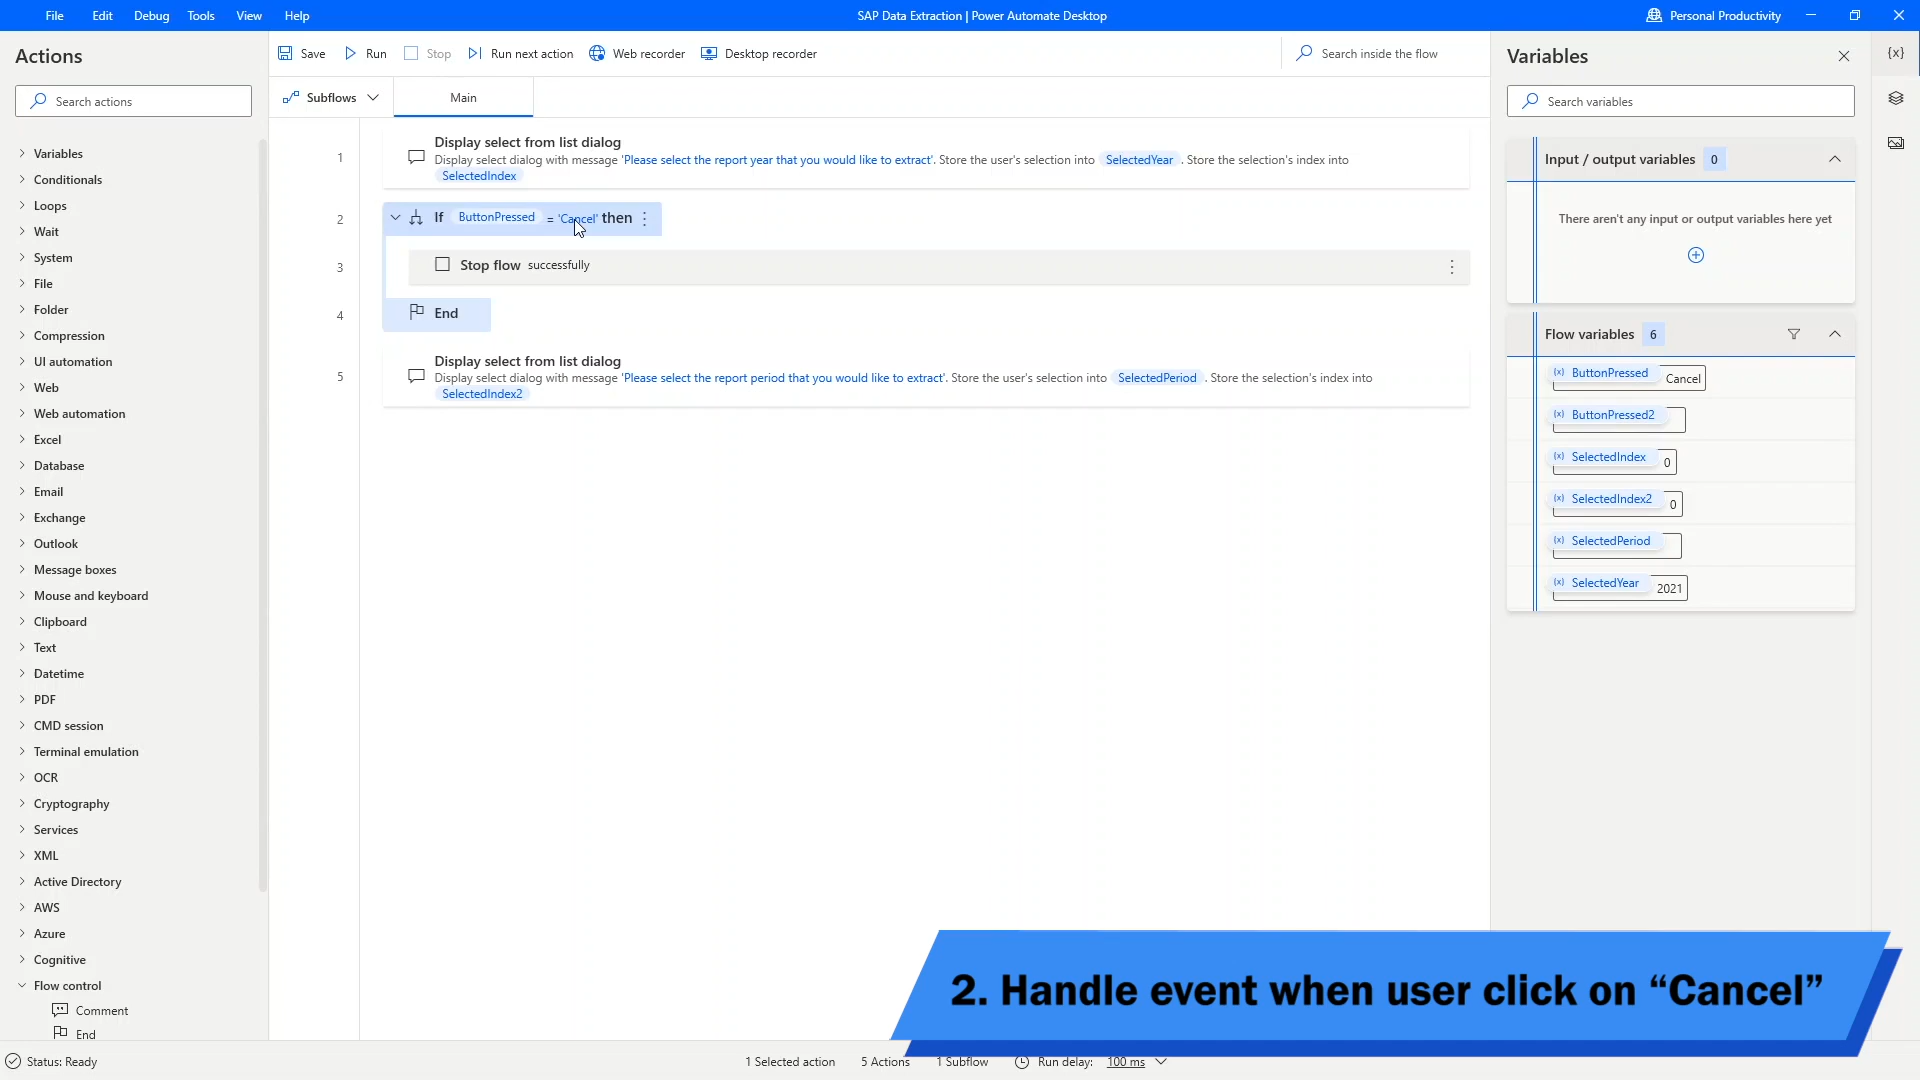 File Edit Debug Tools View Help
SAP Data Extraction | Power Automate Desktop
Personal Productivity
Actions
Search actions
Variables
Conditionals
Loops
Wait
System
File
Folder
Compression
UI automation
Web
Web automation
Excel
Database
Email
Exchange
Outlook
Message boxes
Mouse and keyboard
Clipboard
Text
Datetime
PDF
CMD session
Terminal emulation
OCR
Cryptography
Services
XML
Active Directory
AWS
Azure
Cognitive
Flow control
Comment
End
Save Run Stop Run next action Web recorder Desktop recorder
Search inside the flow
Subflows
Main
1
Display select from list dialog
Display select dialog with message 'Please select the report year that you would like to extract'. Store the user's selection into SelectedYear . Store the selection's index into
SelectedIndex
2
If ButtonPressed = 'Cancel' then
3
Stop flow successfully
4
End
5
Display select from list dialog
Display select dialog with message 'Please select the report period that you would like to extract'. Store the user's selection into SelectedPeriod . Store the selection's index into
SelectedIndex2
Variables
{x}
Search variables
Input / output variables 0
There aren't any input or output variables here yet
Flow variables 6
(x) ButtonPressed Cancel
(x) ButtonPressed2
(x) SelectedIndex 0
(x) SelectedIndex2 0
(x) SelectedPeriod
(x) SelectedYear 2021
2. Handle event when user click on “Cancel”
Status: Ready
1 Selected action 5 Actions 1 Subflow Run delay: 100 ms